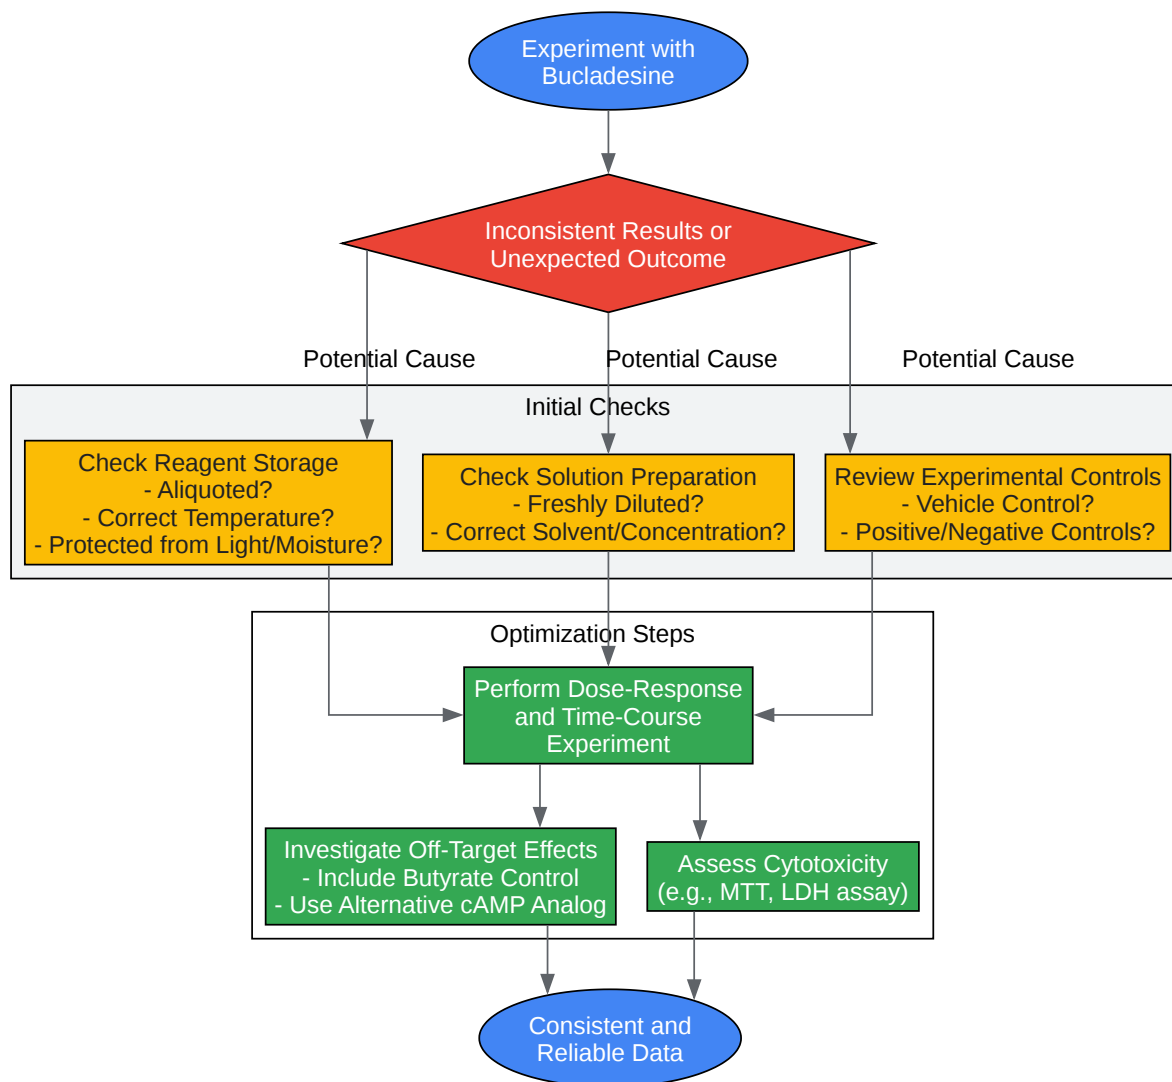 Experiment with
Bucladesine
Inconsistent Results or
Unexpected Outcome
Potential Cause
Potential Cause
Potential Cause
Initial Checks
Check Reagent Storage
- Aliquoted?
- Correct Temperature?
- Protected from Light/Moisture?
Check Solution Preparation
- Freshly Diluted?
- Correct Solvent/Concentration?
Review Experimental Controls
- Vehicle Control?
- Positive/Negative Controls?
Optimization Steps
Perform Dose-Response
and Time-Course
Experiment
Investigate Off-Target Effects
- Include Butyrate Control
- Use Alternative cAMP Analog
Assess Cytotoxicity
(e.g., MTT, LDH assay)
Consistent and
Reliable Data